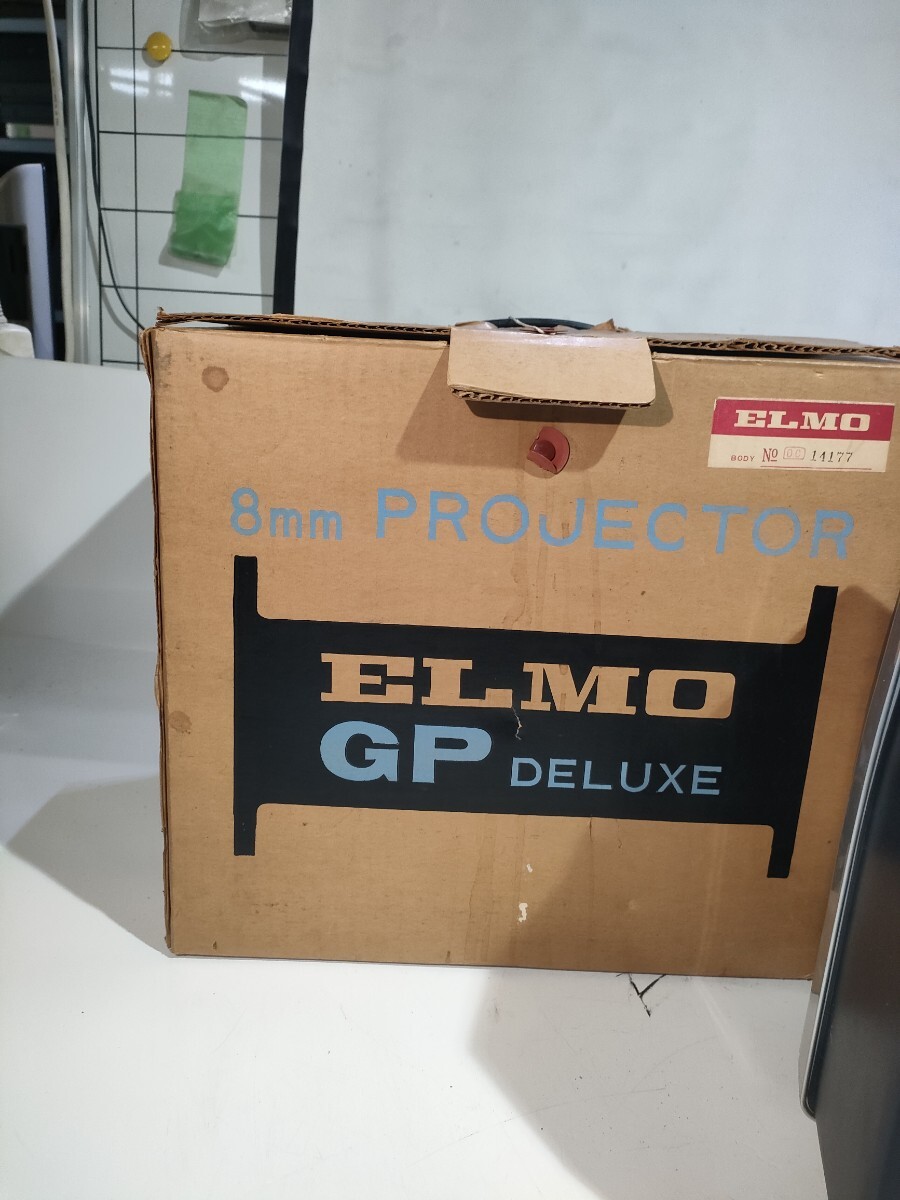 ELMO
BODY No 00 14177
8mm PROJECTOR
ELMO
GP DELUXE